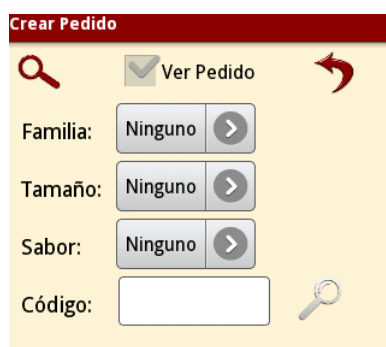 Crear Pedido
Ver Pedido
Familia: Ninguno
Tamaño: Ninguno
Sabor: Ninguno
Código: